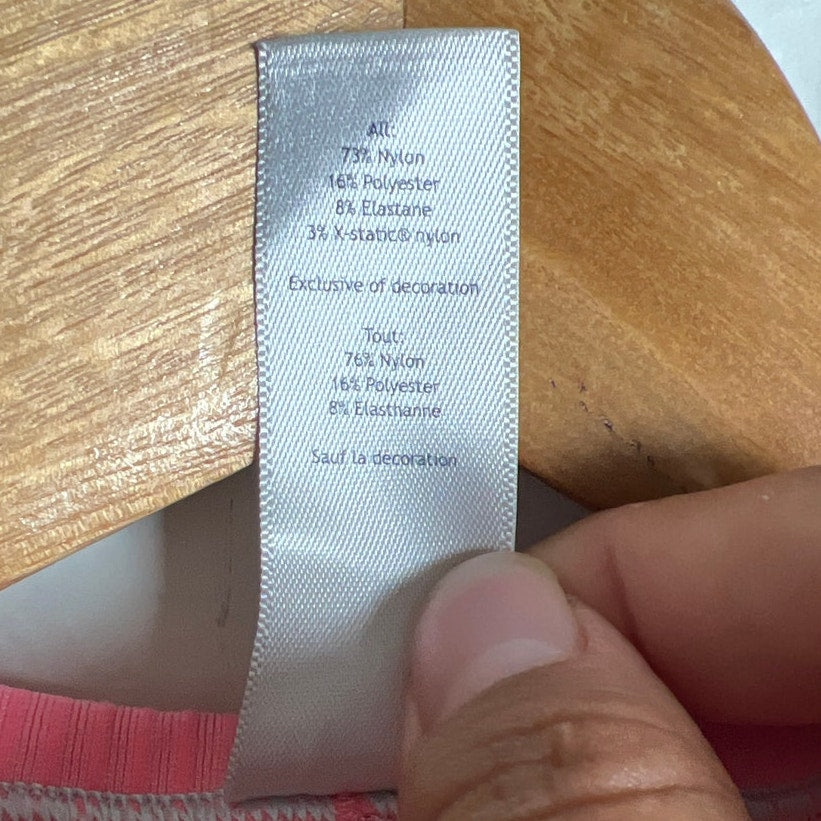 All:
73% Nylon
16% Polyester
8% Elastane
3% X-static® nylon
Exclusive of decoration
Tout:
76% Nylon
16% Polyester
8% Elasthanne
Sauf la decoration